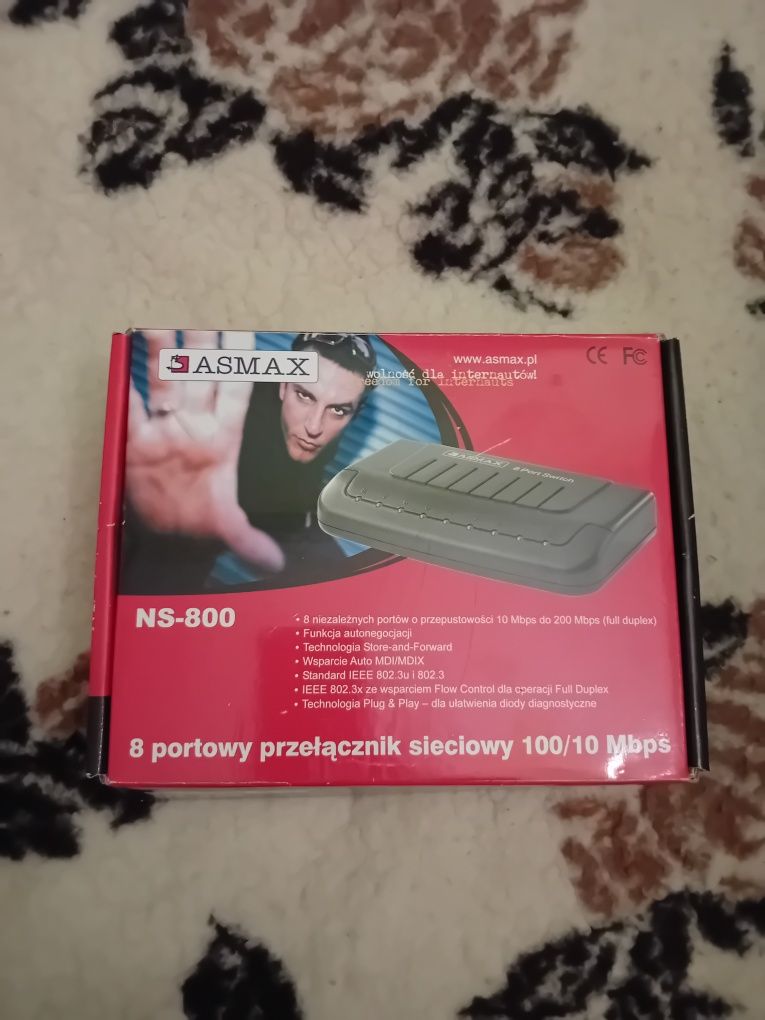 ASMAX
www.asmax.pl
wolność dla internautów!
freedom for internauts
CE FC
ASMAX 8 Port Switch
NS-800
• 8 niezależnych portów o przepustowości 10 Mbps do 200 Mbps (full duplex)
• Funkcja autonegocjacji
• Technologia Store-and-Forward
• Wsparcie Auto MDI/MDIX
• Standard IEEE 802.3u i 802.3
• IEEE 802.3x ze wsparciem Flow Control dla operacji Full Duplex
• Technologia Plug & Play – dla ułatwienia diody diagnostyczne
8 portowy przełącznik sieciowy 100/10 Mbps